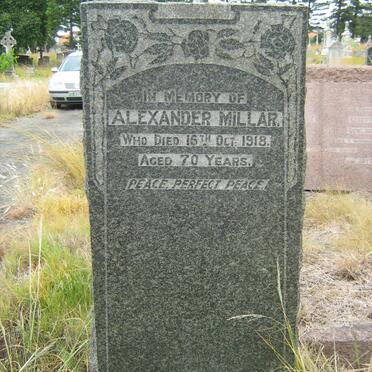 IN MEMORY OF
ALEXANDER MILLAR.
WHO DIED 16TH OCT. 1918.
AGED 70 YEARS.
PEACE, PERFECT PEACE.